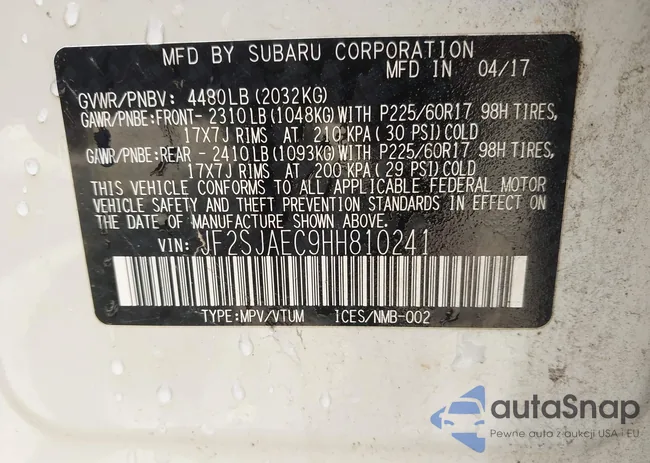 MFD BY SUBARU CORPORATION
MFD IN 04/17
GVWR/PNBV: 4480LB(2032KG)
GAWR/PNBE:FRONT- 2310LB(1048KG)WITH P225/60R17 98H TIRES,
17X7J RIMS AT 210KPA(30 PSI)COLD
GAWR/PNBE:REAR - 2410LB(1093KG)WITH P225/60R17 98H TIRES,
17X7J RIMS AT 200KPA(29 PSI)COLD
THIS VEHICLE CONFORMS TO ALL APPLICABLE FEDERAL MOTOR
VEHICLE SAFETY AND THEFT PREVENTION STANDARDS IN EFFECT ON
THE DATE OF MANUFACTURE SHOWN ABOVE.
VIN: JF2SJAEC9HH810241
TYPE:MPV/VTUM ICES/NMB-002
autaSnap
Pewne auta z aukcji USA i EU